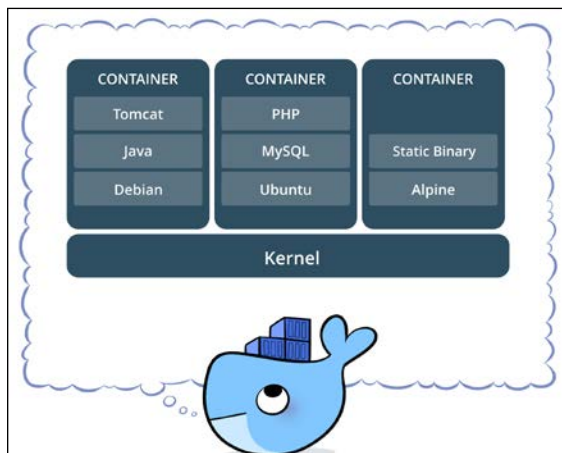 CONTAINER
Tomcat
Java
Debian
CONTAINER
PHP
MySQL
Ubuntu
CONTAINER
Static Binary
Alpine
Kernel